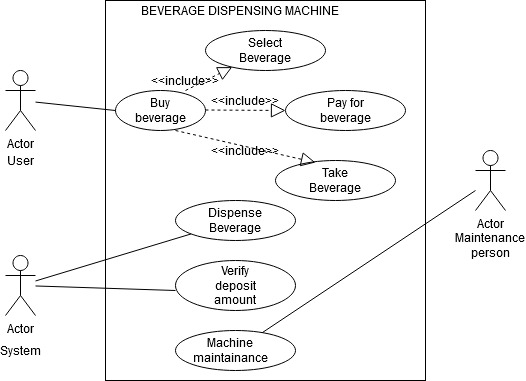 BEVERAGE DISPENSING MACHINE
Select
Beverage
<<include>>
Buy
beverage
<<include>>
Pay for
beverage
<<include>>
Take
Beverage
Actor
User
Dispense
Beverage
Actor
Maintenance
person
Verify
deposit
amount
Actor
System
Machine
maintainance